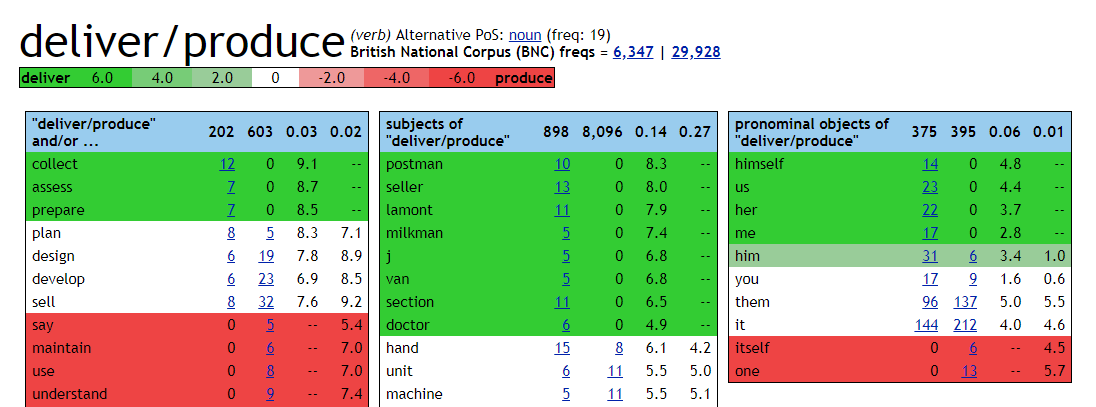 deliver/produce (verb) Alternative PoS: noun (freq: 19)
British National Corpus (BNC) freqs = 6,347 | 29,928
deliver 6.0 4.0 2.0 0 -2.0 -4.0 -6.0 produce
"deliver/produce"
and/or ... 202 603 0.03 0.02
collect 12 0 9.1 --
assess 7 0 8.7 --
prepare 7 0 8.5 --
plan 8 5 8.3 7.1
design 6 19 7.8 8.9
develop 6 23 6.9 8.5
sell 8 32 7.6 9.2
say 0 5 -- 5.4
maintain 0 6 -- 7.0
use 0 8 -- 7.0
understand 0 9 -- 7.4
subjects of
"deliver/produce" 898 8,096 0.14 0.27
postman 10 0 8.3 --
seller 13 0 8.0 --
lamont 11 0 7.9 --
milkman 5 0 7.4 --
j 5 0 6.8 --
van 5 0 6.8 --
section 11 0 6.5 --
doctor 6 0 4.9 --
hand 15 8 6.1 4.2
unit 6 11 5.5 5.0
machine 5 11 5.5 5.1
pronominal objects of
"deliver/produce" 375 395 0.06 0.01
himself 14 0 4.8 --
us 23 0 4.4 --
her 22 0 3.7 --
me 17 0 2.8 --
him 31 6 3.4 1.0
you 17 9 1.6 0.6
them 96 137 5.0 5.5
it 144 212 4.0 4.6
itself 0 6 -- 4.5
one 0 13 -- 5.7